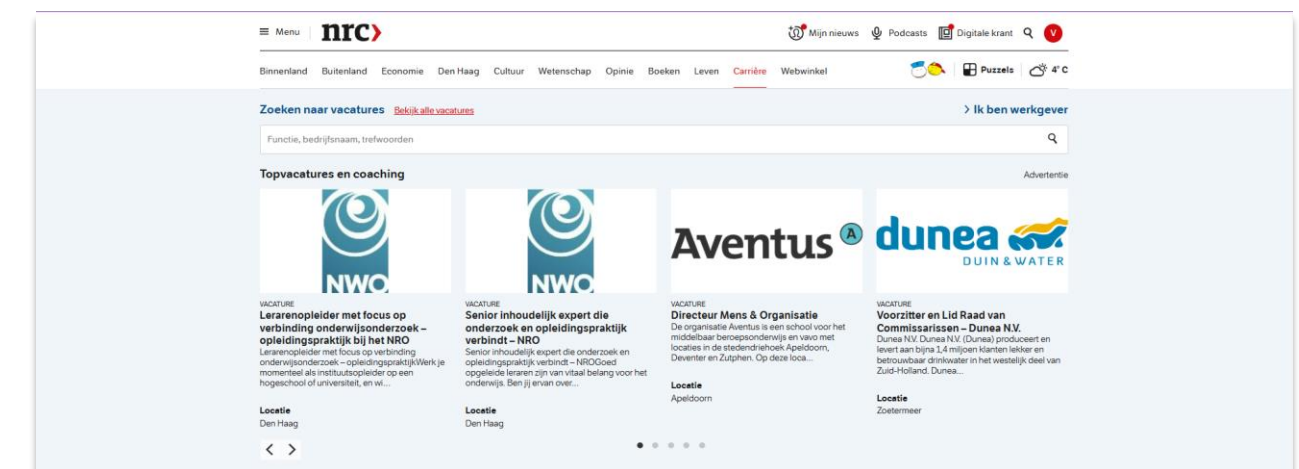 Menu nrc> Mijn nieuws Podcasts Digitale krant V
Binnenland Buitenland Economie Den Haag Cultuur Wetenschap Opinie Boeken Leven Carrière Webwinkel Puzzels 4° C
Zoeken naar vacatures Bekijk alle vacatures > Ik ben werkgever
Functie, bedrijfsnaam, trefwoorden
Topvacatures en coaching Advertentie
NWO
VACATURE
Lerarenopleider met focus op
verbinding onderwijsonderzoek –
opleidingspraktijk bij het NRO
Lerarenopleider met focus op verbinding
onderwijsonderzoek – opleidingspraktijkWerk je
momenteel als instituutsopleider op een
hogeschool of universiteit, en wi...
Locatie
Den Haag
NWO
VACATURE
Senior inhoudelijk expert die
onderzoek en opleidingspraktijk
verbindt – NRO
Senior inhoudelijk expert die onderzoek en
opleidingspraktijk verbindt – NROGoed
opgeleide leraren zijn van vitaal belang voor het
onderwijs. Ben jij ervan over...
Locatie
Den Haag
Aventus A
VACATURE
Directeur Mens & Organisatie
De organisatie Aventus is een school voor het
middelbaar beroepsonderwijs en vavo met
locaties in de stedendriehoek Apeldoorn,
Deventer en Zutphen. Op deze loca...
Locatie
Apeldoorn
dunea
DUIN & WATER
VACATURE
Voorzitter en Lid Raad van
Commissarissen – Dunea N.V.
Dunea N.V. Dunea N.V. (Dunea) produceert en
levert aan bijna 1,4 miljoen klanten lekker en
betrouwbaar drinkwater in het westelijk deel van
Zuid-Holland. Dunea...
Locatie
Zoetermeer